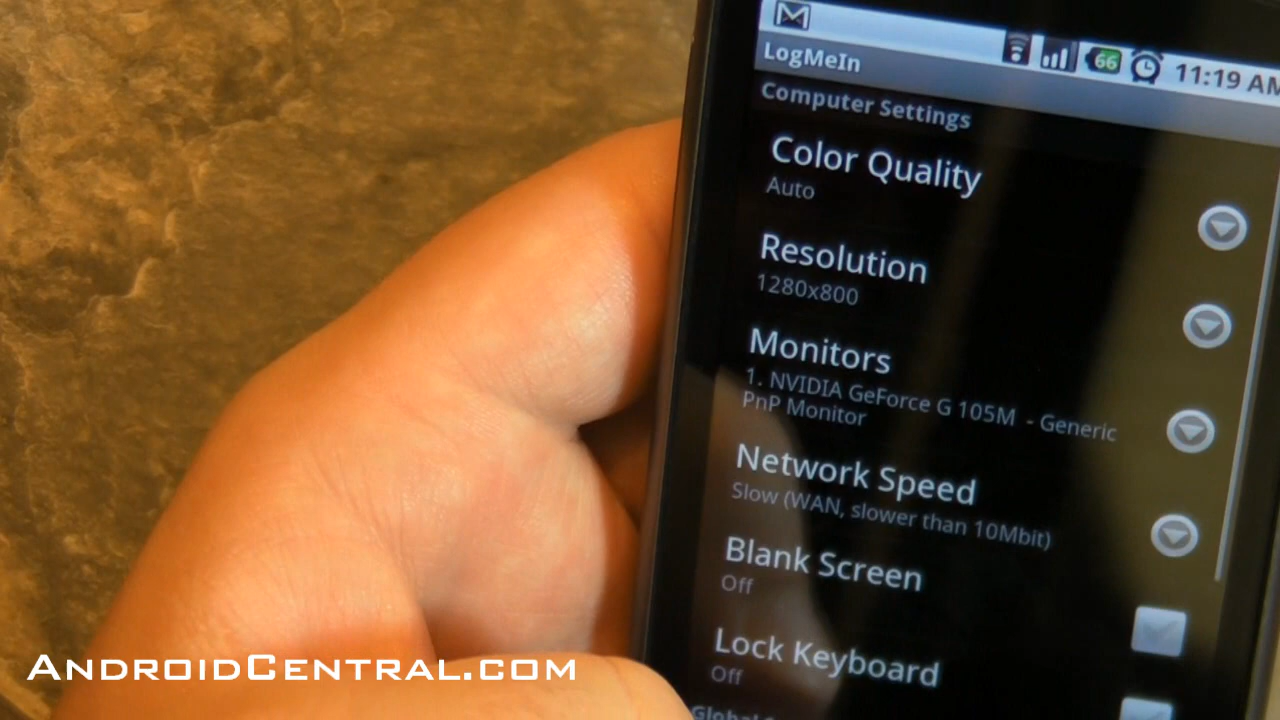 66
11:19 AM
LogMeIn
Computer Settings
Color Quality
Auto
Resolution
1280x800
Monitors
1. NVIDIA GeForce G 105M - Generic
PnP Monitor
Network Speed
Slow (WAN, slower than 10Mbit)
Blank Screen
Off
Lock Keyboard
Off
Global
AndroidCentral.com